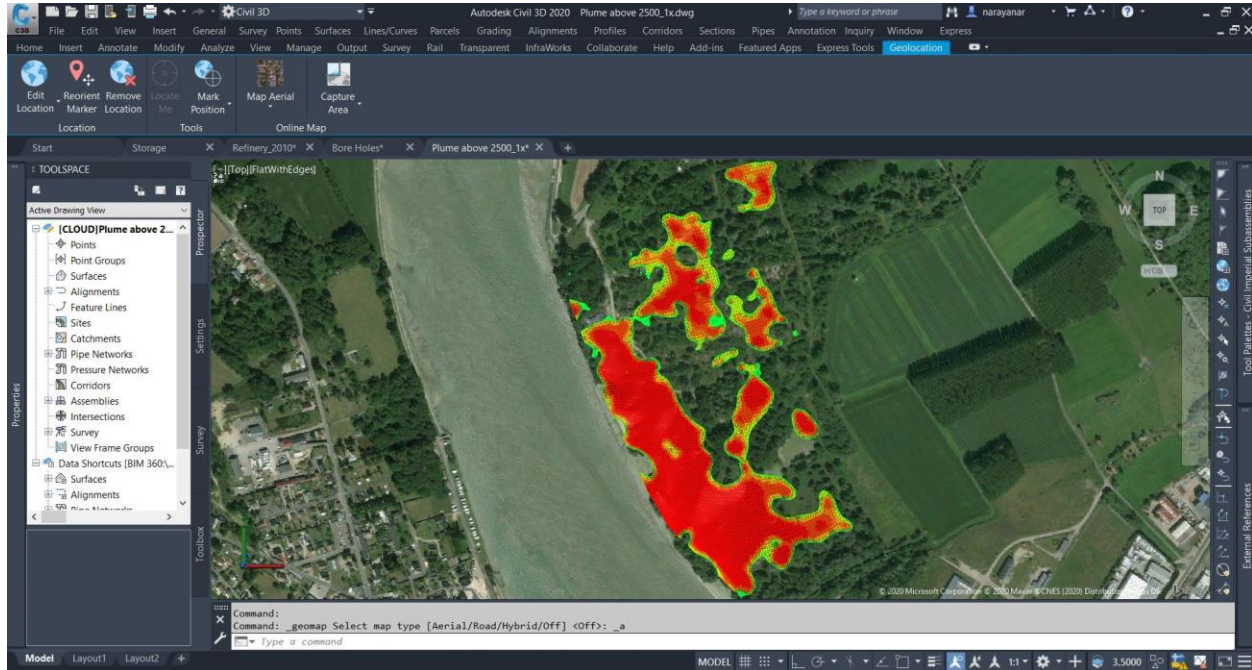 Civil 3D
Autodesk Civil 3D 2020 Plume above 2500_1x.dwg
Type a keyword or phrase
narayanar
C3D
File Edit View Insert General Survey Points Surfaces Lines/Curves Parcels Grading Alignments Profiles Corridors Sections Pipes Annotation Inquiry Window Express
Home Insert Annotate Modify Analyze View Manage Output Survey Rail Transparent InfraWorks Collaborate Help Add-ins Featured Apps Express Tools Geolocation
Edit Location
Reorient Marker
Remove Location
Locate Me
Mark Position
Map Aerial
Capture Area
Location
Tools
Online Map
Start
Storage
Refinery_2010*
Bore Holes*
Plume above 2500_1x*
TOOLSPACE
[-][Top][FlatWithEdges]
Active Drawing View
[CLOUD]Plume above 2...
Points
Point Groups
Surfaces
Alignments
Feature Lines
Sites
Catchments
Pipe Networks
Pressure Networks
Corridors
Assemblies
Intersections
Survey
View Frame Groups
Data Shortcuts [BIM 360:\...
Surfaces
Alignments
Pipe Networks
Prospector
Settings
Survey
Toolbox
Properties
N
W
TOP
E
S
Tool Palettes - Civil Imperial Subassemblies
External References
© 2020 Microsoft Corporation © 2020 Maxar ©CNES (2020)
Command:
Command: _geomap Select map type [Aerial/Road/Hybrid/Off] <Off>: _a
Type a command
Model Layout1 Layout2 +
MODEL
1:1
3.5000